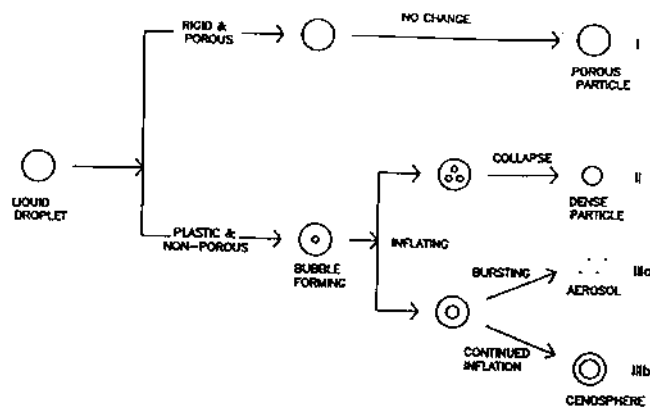 RIGID &
POROUS
NO CHANGE
I
POROUS
PARTICLE
LIQUID
DROPLET
COLLAPSE
II
DENSE
PARTICLE
PLASTIC &
NON-POROUS
BUBBLE
FORMING
INFLATING
BURSTING
IIIa
AEROSOL
CONTINUED
INFLATION
IIIb
CENOSPHERE